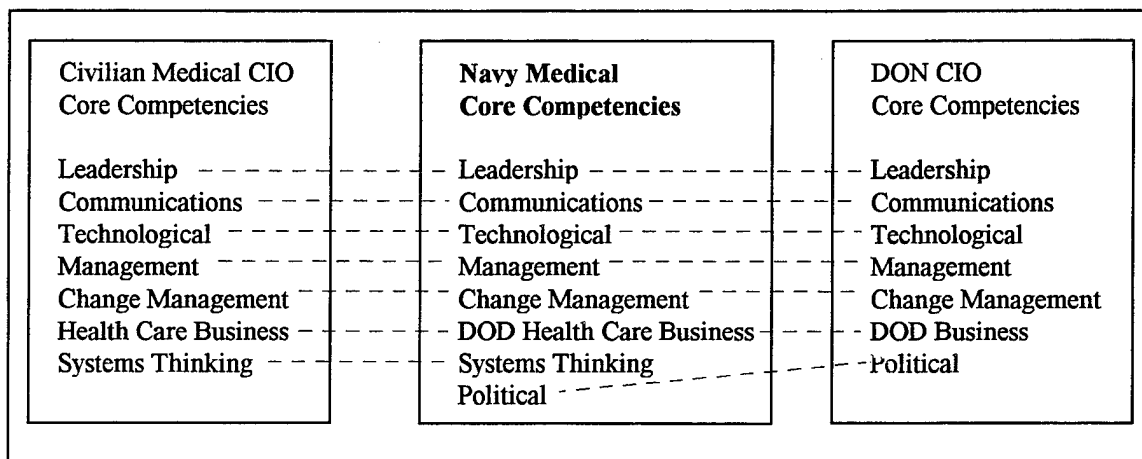 Civilian Medical CIO
Core Competencies
Leadership
Communications
Technological
Management
Change Management
Health Care Business
Systems Thinking
Navy Medical
Core Competencies
Leadership
Communications
Technological
Management
Change Management
DOD Health Care Business
Systems Thinking
Political
DON CIO
Core Competencies
Leadership
Communications
Technological
Management
Change Management
DOD Business
Political